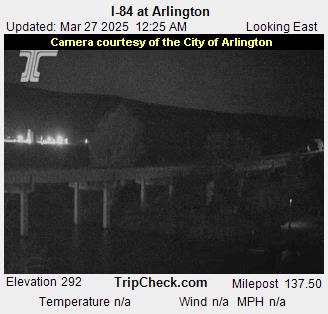 I-84 at Arlington
Updated: Mar 27 2025 12:25 AM Looking East
Camera courtesy of the City of Arlington
Elevation 292 TripCheck.com Milepost 137.50
Temperature n/a Wind n/a MPH n/a